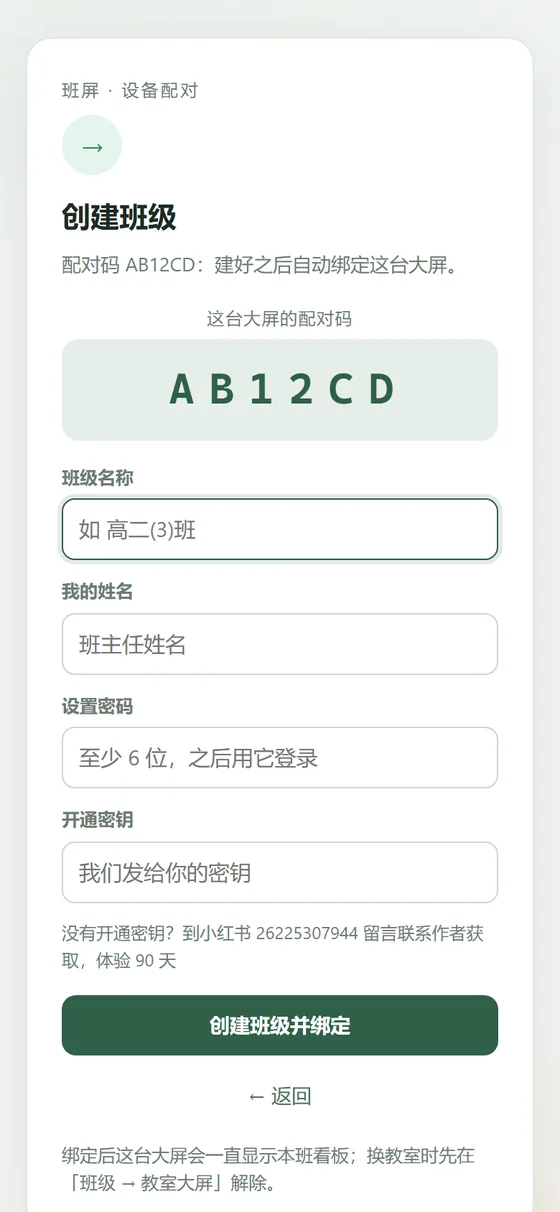 班屏 · 设备配对
→
创建班级
配对码 AB12CD：建好之后自动绑定这台大屏。
这台大屏的配对码
AB12CD
班级名称
如 高二(3)班
我的姓名
班主任姓名
设置密码
至少 6 位，之后用它登录
开通密钥
我们发给你的密钥
没有开通密钥？到小红书 26225307944 留言联系作者获
取，体验 90 天
创建班级并绑定
← 返回
绑定后这台大屏会一直显示本班看板；换教室时先在
「班级 → 教室大屏」解除。